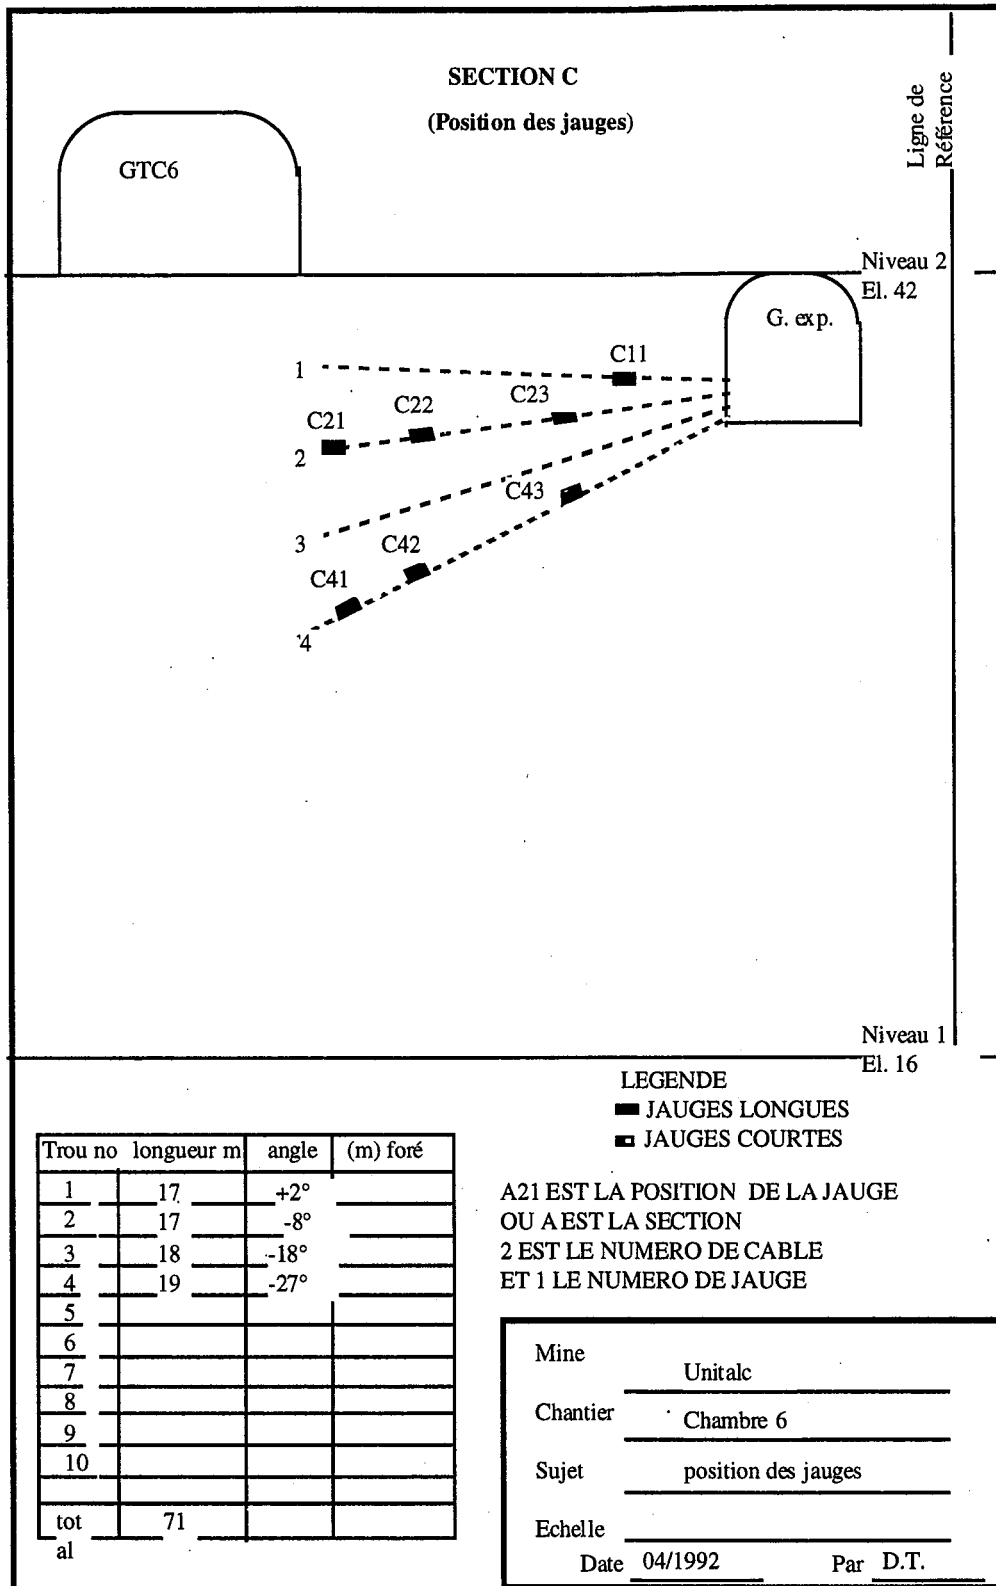 SECTION C
(Position des jauges)
Ligne de
Référence
GTC6
Niveau 2
El. 42
G. exp.
C11
1
C21 C22 C23
2
C43
3
C42
C41
4
Niveau 1
El. 16
LEGENDE
JAUGES LONGUES
JAUGES COURTES
A21 EST LA POSITION DE LA JAUGE
OU A EST LA SECTION
2 EST LE NUMERO DE CABLE
ET 1 LE NUMERO DE JAUGE
Trou no longueur m angle (m) foré
1 17 +2°
2 17 -8°
3 18 -18°
4 19 -27°
5
6
7
8
9
10
tot 71
al
Mine Unitalc
Chantier Chambre 6
Sujet position des jauges
Echelle
Date 04/1992 Par D.T.